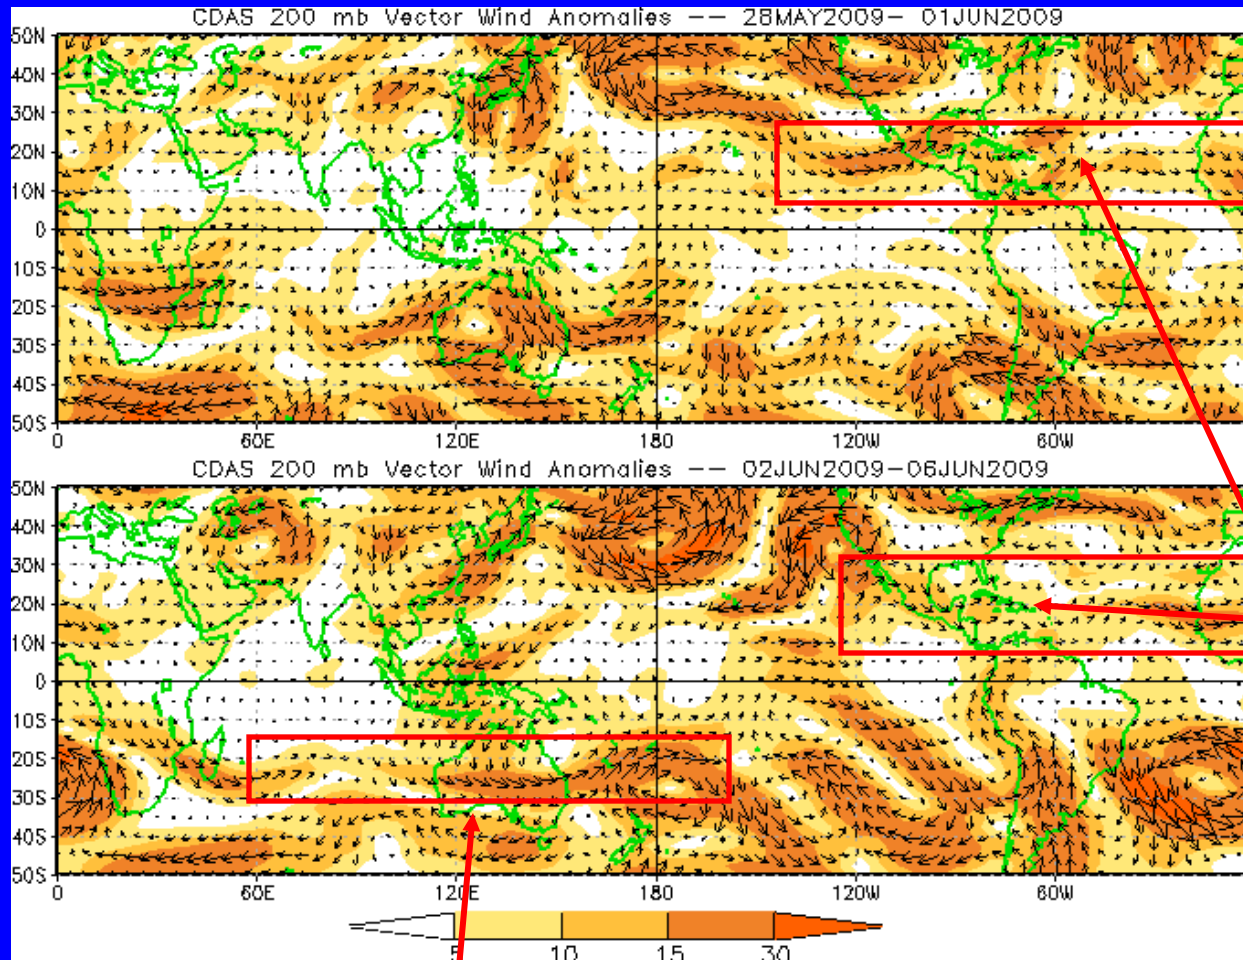 CDAS 200 mb Vector Wind Anomalies -- 28MAY2009- 01JUN2009
50N
40N
30N
20N
10N
0
10S
20S
30S
40S
50S
0 60E 120E 180 120W 60W
CDAS 200 mb Vector Wind Anomalies -- 02JUN2009-06JUN2009
50N
40N
30N
20N
10N
0
10S
20S
30S
40S
50S
0 60E 120E 180 120W 60W
5 10 15 30